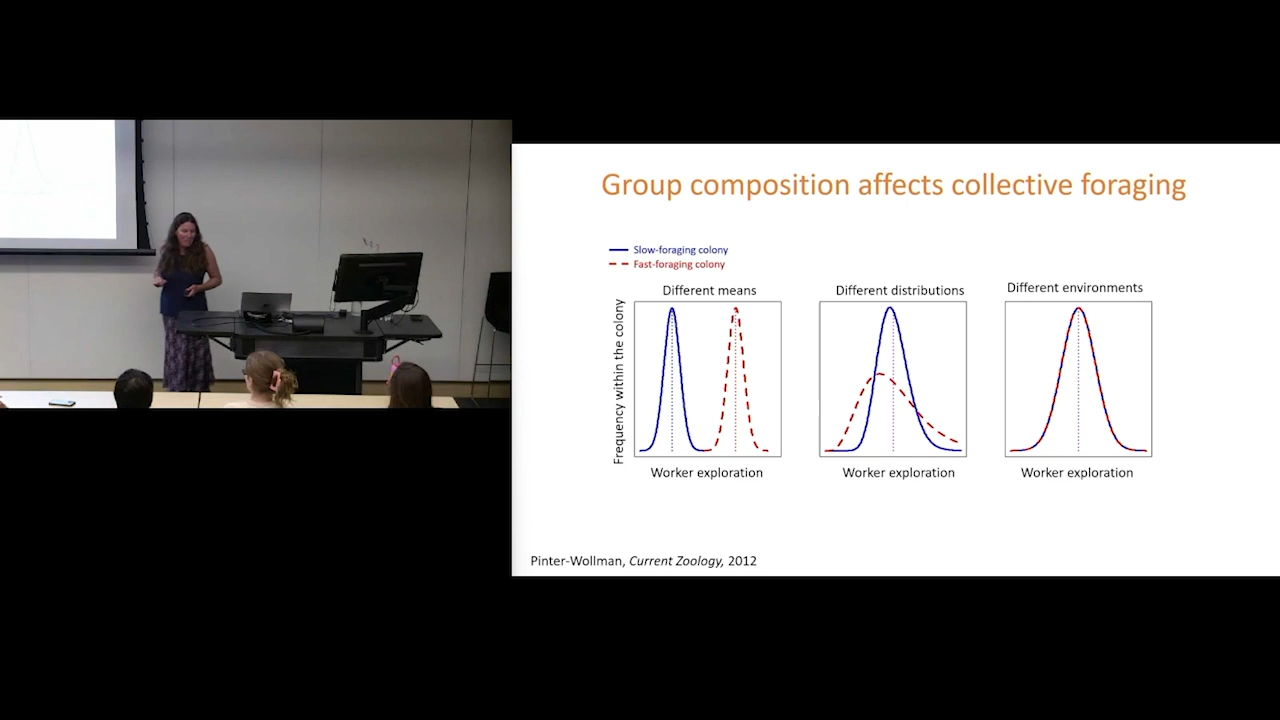 Group composition affects collective foraging
Slow-foraging colony
Fast-foraging colony
Different means
Different distributions
Different environments
Frequency within the colony
Worker exploration
Worker exploration
Worker exploration
Pinter-Wollman, Current Zoology, 2012